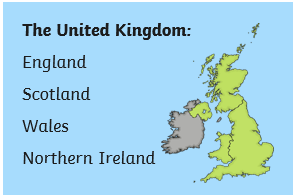 The United Kingdom:
England
Scotland
Wales
Northern Ireland